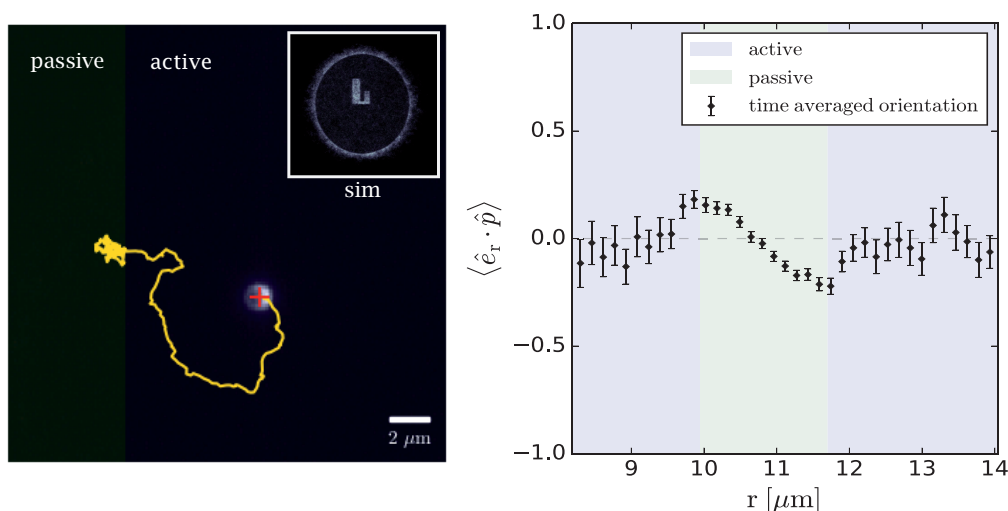 passive
active
sim
2 μm
1.0
0.5
0.0
−0.5
−1.0
⟨ê_r · p̂⟩
active
passive
time averaged orientation
9
10
11
12
13
14
r [μm]